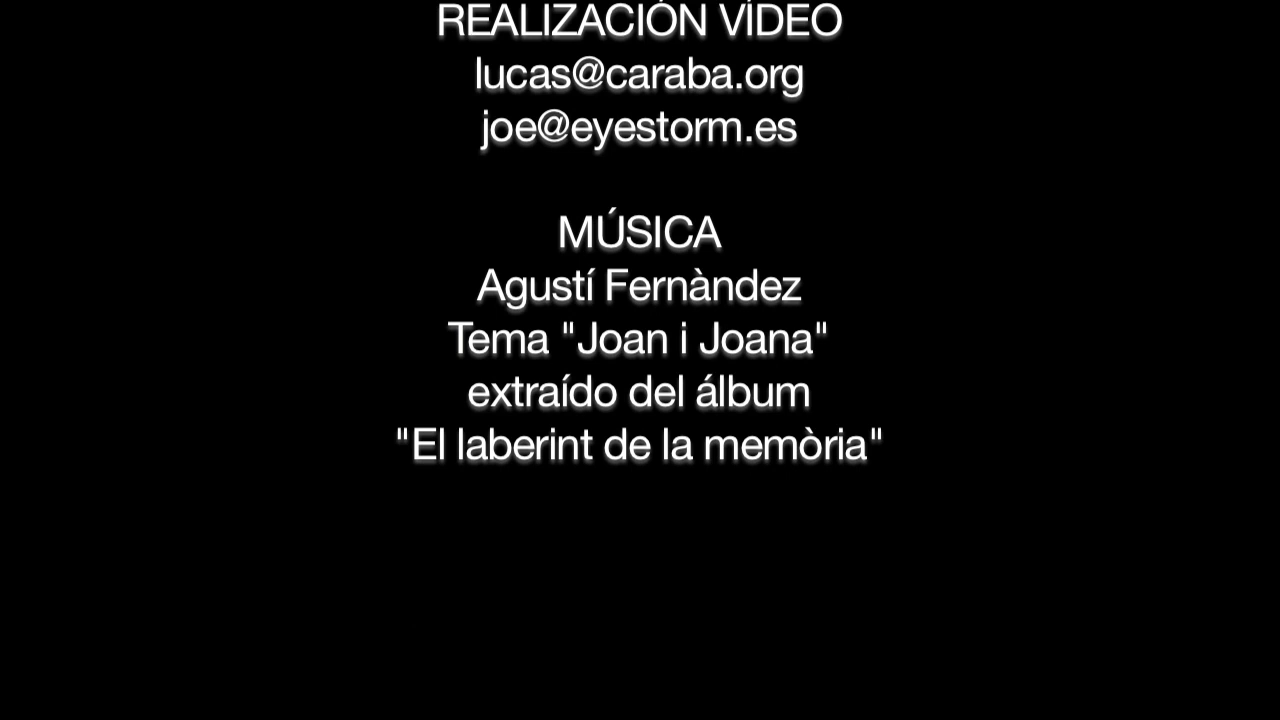 REALIZACIÓN VÍDEO
lucas@caraba.org
joe@eyestorm.es
MÚSICA
Agustí Fernàndez
Tema "Joan i Joana"
extraído del álbum
"El laberint de la memòria"